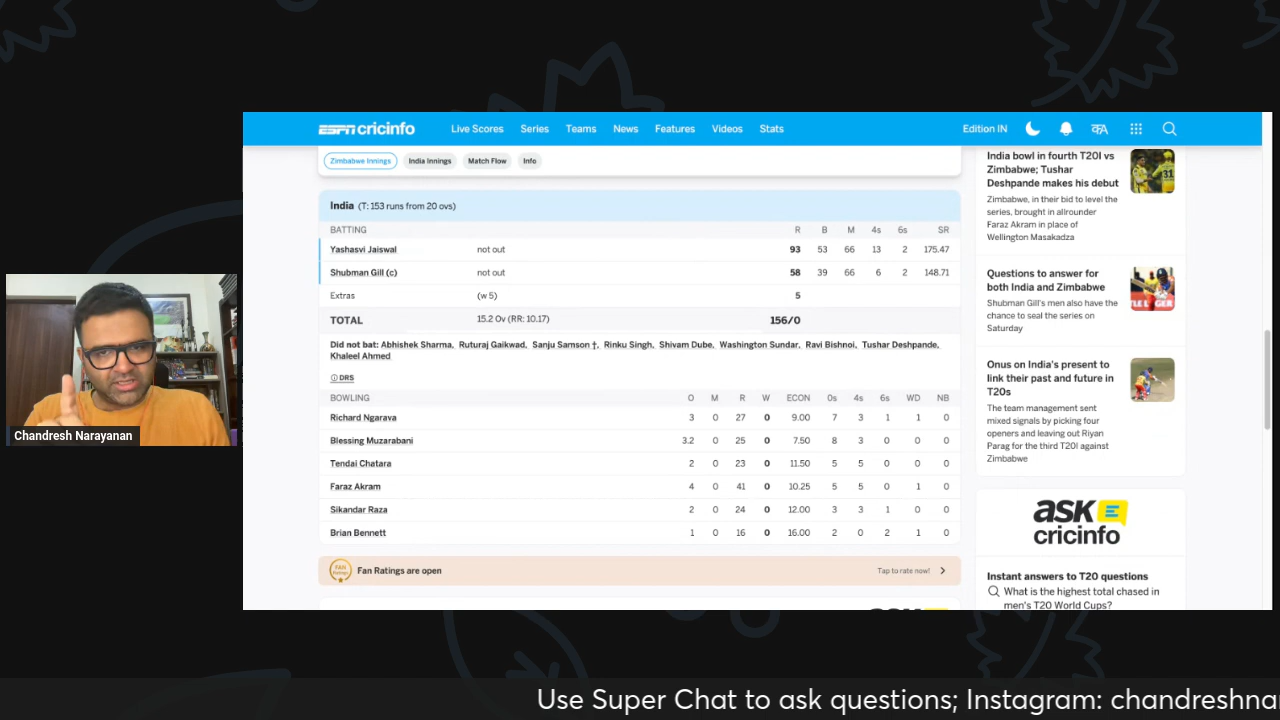 ESPN cricinfo
Live Scores Series Teams News Features Videos Stats
Edition IN
Zimbabwe Innings India Innings Match Flow Info
India (T: 153 runs from 20 ovs)
BATTING R B M 4s 6s SR
Yashasvi Jaiswal not out 93 53 66 13 2 175.47
Shubman Gill (c) not out 58 39 66 6 2 148.71
Extras (w 5) 5
TOTAL 15.2 Ov (RR: 10.17) 156/0
Did not bat: Abhishek Sharma, Ruturaj Gaikwad, Sanju Samson †, Rinku Singh, Shivam Dube, Washington Sundar, Ravi Bishnoi, Tushar Deshpande,
Khaleel Ahmed
DRS
BOWLING O M R W ECON 0s 4s 6s WD NB
Richard Ngarava 3 0 27 0 9.00 7 3 1 1 0
Blessing Muzarabani 3.2 0 25 0 7.50 8 3 0 0 0
Tendai Chatara 2 0 23 0 11.50 5 5 0 0 0
Faraz Akram 4 0 41 0 10.25 5 5 0 1 0
Sikandar Raza 2 0 24 0 12.00 3 3 1 0 0
Brian Bennett 1 0 16 0 16.00 2 0 2 1 0
Fan Ratings are open Tap to rate now!
India bowl in fourth T20I vs
Zimbabwe; Tushar
Deshpande makes his debut
Zimbabwe, in their bid to level the
series, brought in allrounder
Faraz Akram in place of
Wellington Masakadza
Questions to answer for
both India and Zimbabwe
Shubman Gill's men also have the
chance to seal the series on
Saturday
Onus on India's present to
link their past and future in
T20s
The team management sent
mixed signals by picking four
openers and leaving out Riyan
Parag for the third T20I against
Zimbabwe
ask
cricinfo
Instant answers to T20 questions
What is the highest total chased in
men's T20 World Cups?
Chandresh Narayanan
Use Super Chat to ask questions; Instagram: chandreshna